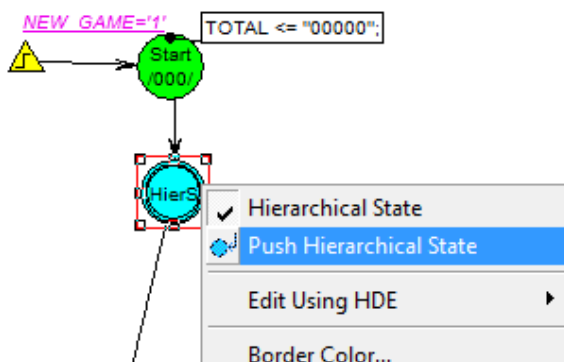 NEW_GAME='1'
TOTAL <= "00000";
Start
/000/
HierS
Hierarchical State
Push Hierarchical State
Edit Using HDE
Border Color...